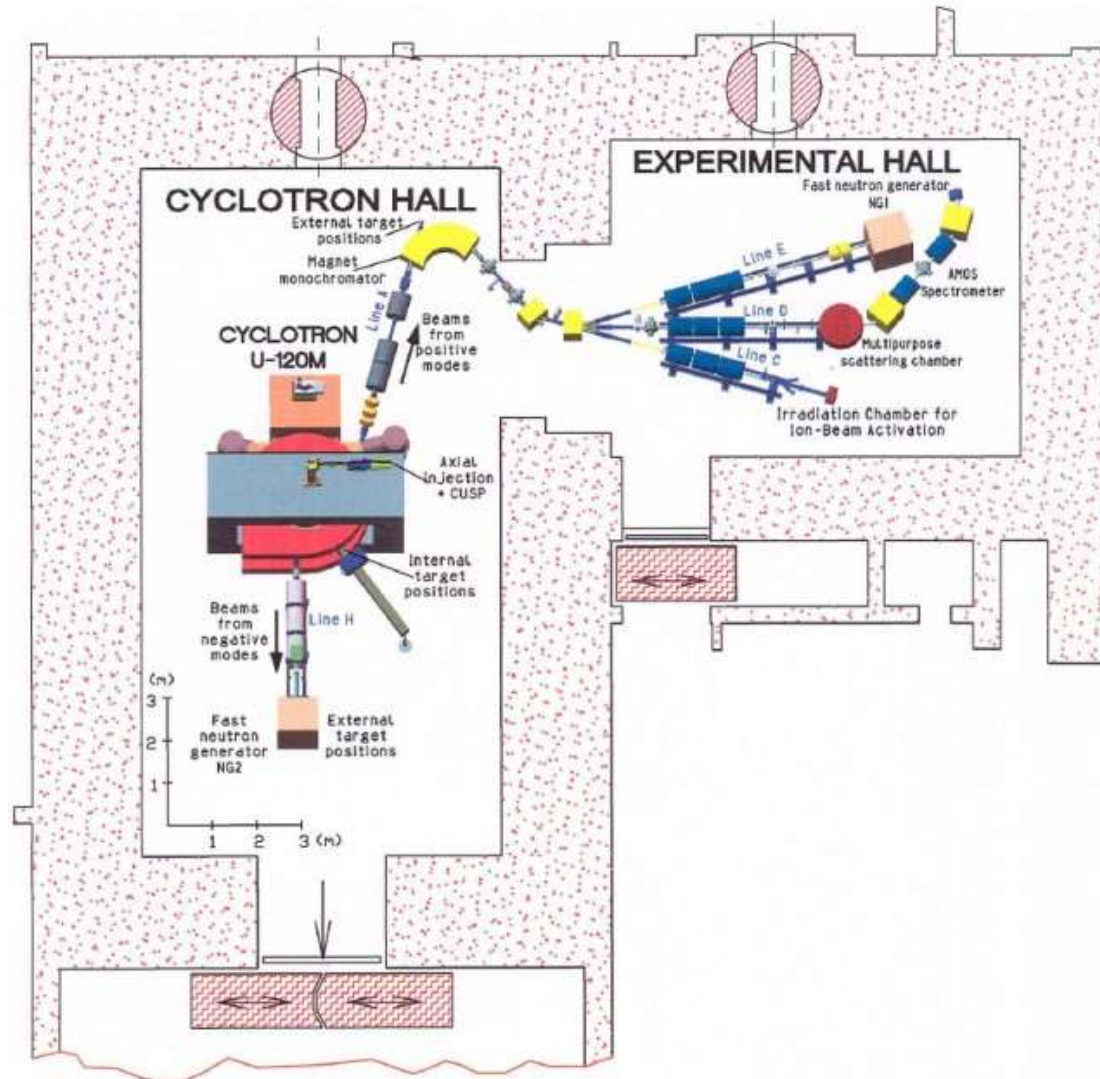 CYCLOTRON HALL
External target
positions
Magnet
monochromator
Line A
Beams
from
positive
modes
CYCLOTRON
U-120M
Axial
injection
+ CUSP
Internal
target
positions
Beams
from
negative
modes
Line H
Fast
neutron
generator
NG2
External
target
positions
(m)
3
2
1
1 2 3 (m)
EXPERIMENTAL HALL
Fast neutron generator
NG1
Line E
AMOS
Spectrometer
Line D
Multipurpose
scattering chamber
Line C
Irradiation Chamber for
Ion-Beam Activation